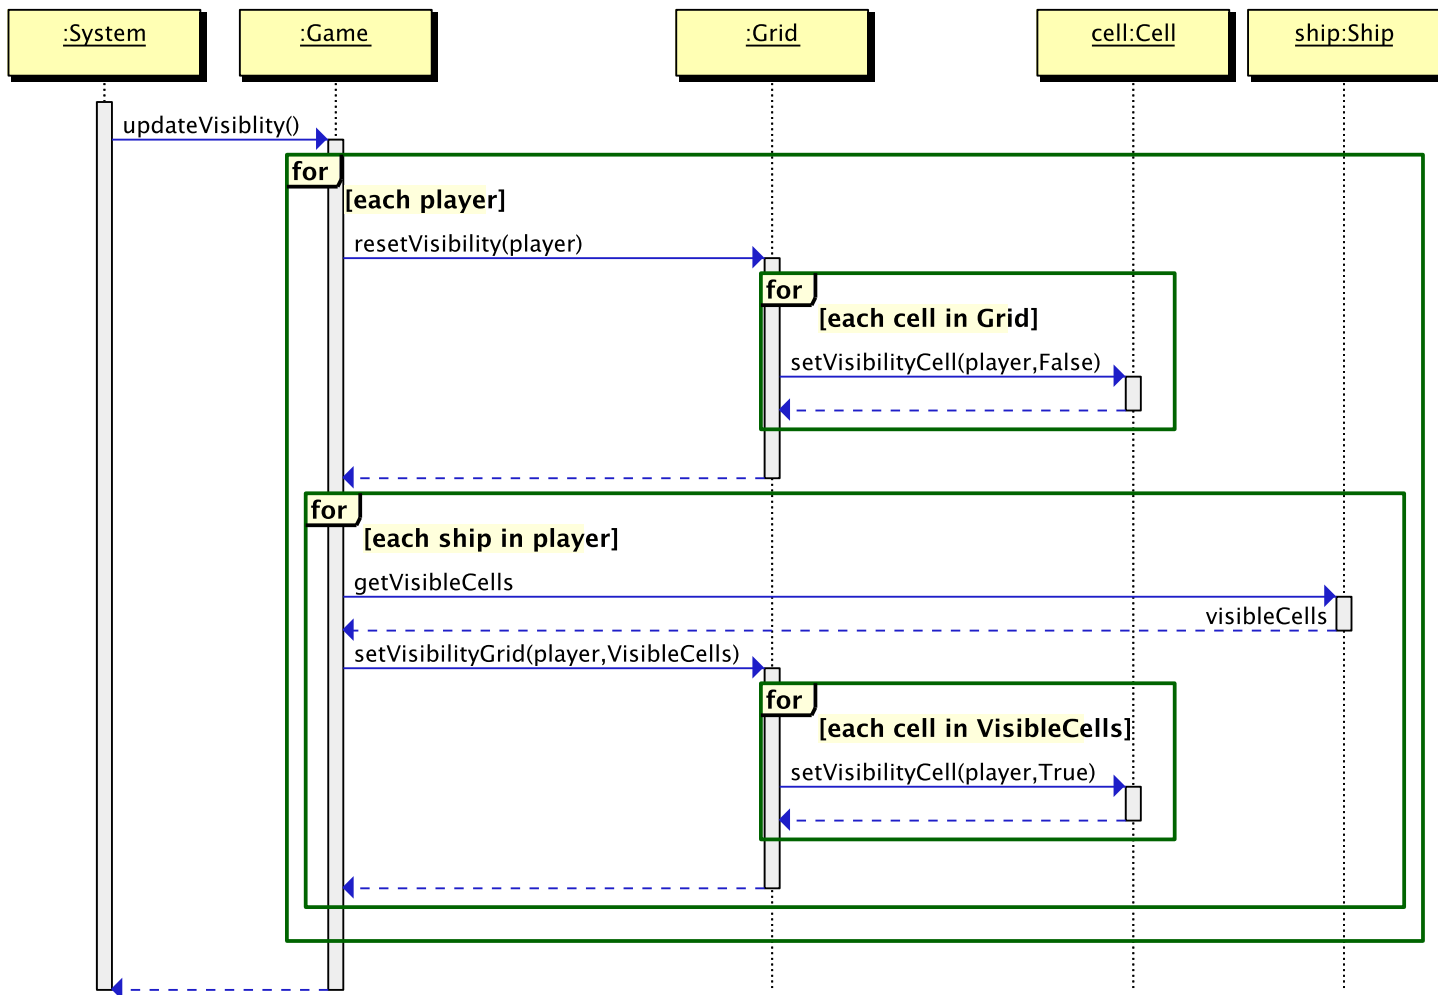 :System
:Game
:Grid
cell:Cell
ship:Ship
updateVisiblity()
for
[each player]
resetVisibility(player)
for
[each cell in Grid]
setVisibilityCell(player,False)
for
[each ship in player]
getVisibleCells
visibleCells
setVisibilityGrid(player,VisibleCells)
for
[each cell in VisibleCells]
setVisibilityCell(player,True)